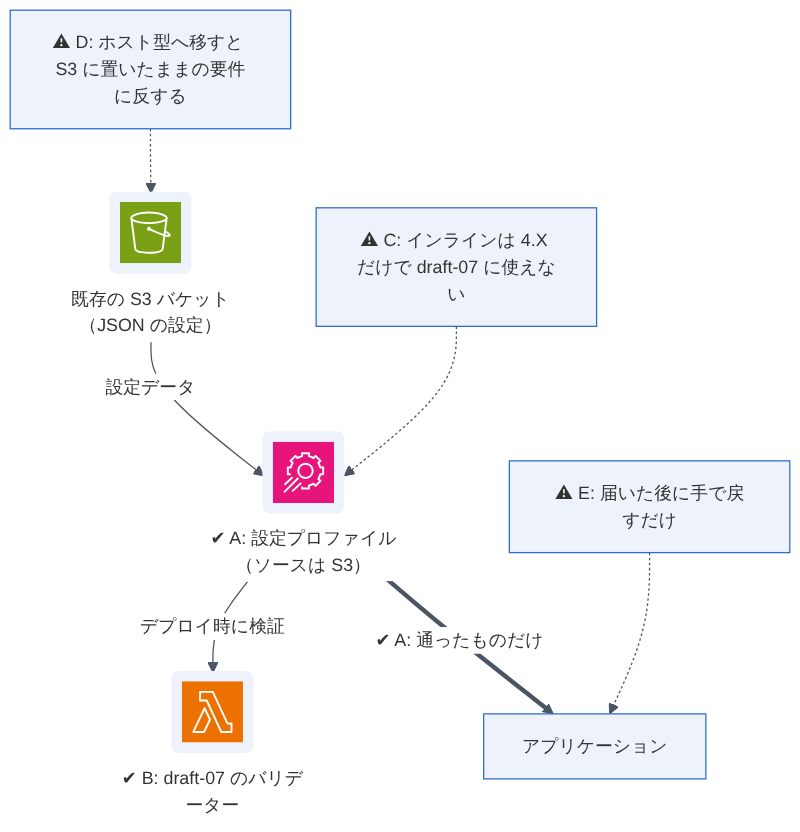 ⚠ D: ホスト型へ移すと
S3 に置いたままの要件
に反する
既存の S3 バケット
（JSON の設定）
⚠ C: インラインは 4.X
だけで draft-07 に使えな
い
設定データ
✔ A: 設定プロファイル
（ソースは S3）
⚠ E: 届いた後に手で戻
すだけ
デプロイ時に検証
✔ A: 通ったものだけ
アプリケーション
✔ B: draft-07 のバリデ
ーター